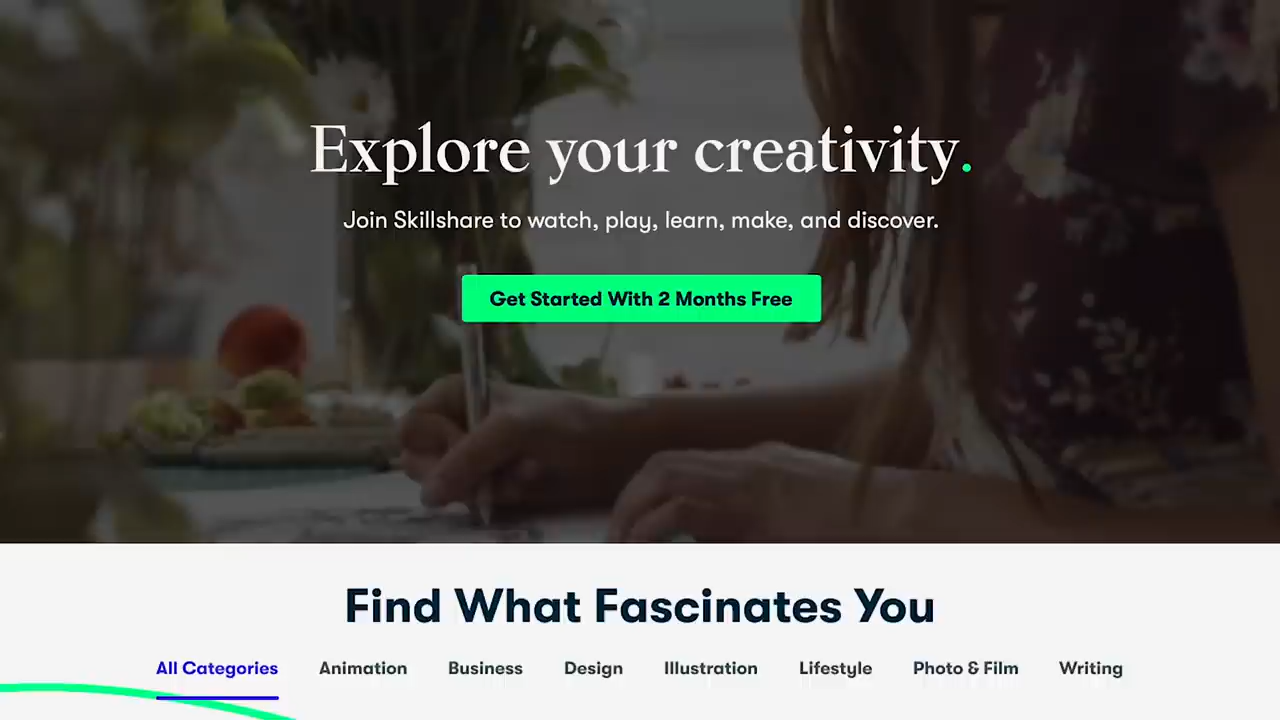 Explore your creativity.
Join Skillshare to watch, play, learn, make, and discover.
Get Started With 2 Months Free
Find What Fascinates You
All Categories Animation Business Design Illustration Lifestyle Photo & Film Writing